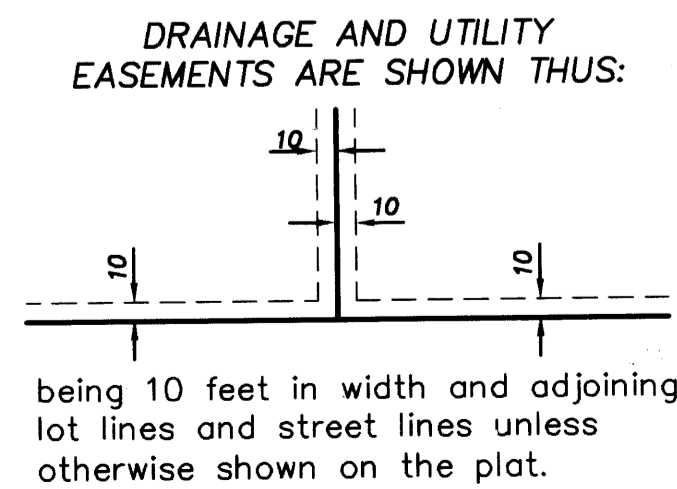 DRAINAGE AND UTILITY
EASEMENTS ARE SHOWN THUS:
10
10
10
10
being 10 feet in width and adjoining
lot lines and street lines unless
otherwise shown on the plat.